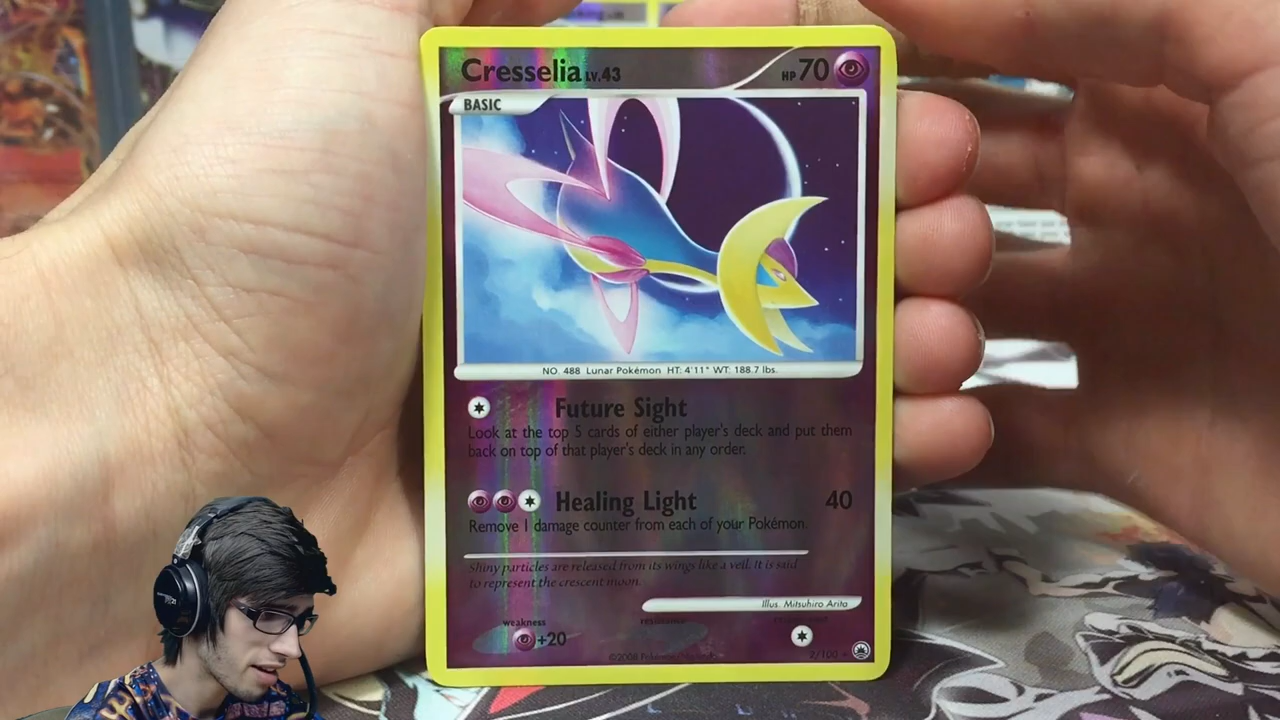 Cresselia LV.43 HP 70
BASIC
NO. 488 Lunar Pokémon HT: 4'11" WT: 188.7 lbs.
Future Sight
Look at the top 5 cards of either player's deck and put them
back on top of that player's deck in any order.
Healing Light 40
Remove 1 damage counter from each of your Pokémon.
Shiny particles are released from its wings like a veil. It is said
to represent the crescent moon.
Illus. Mitsuhiro Arita
weakness
+20
©2008 Pokémon
2/100